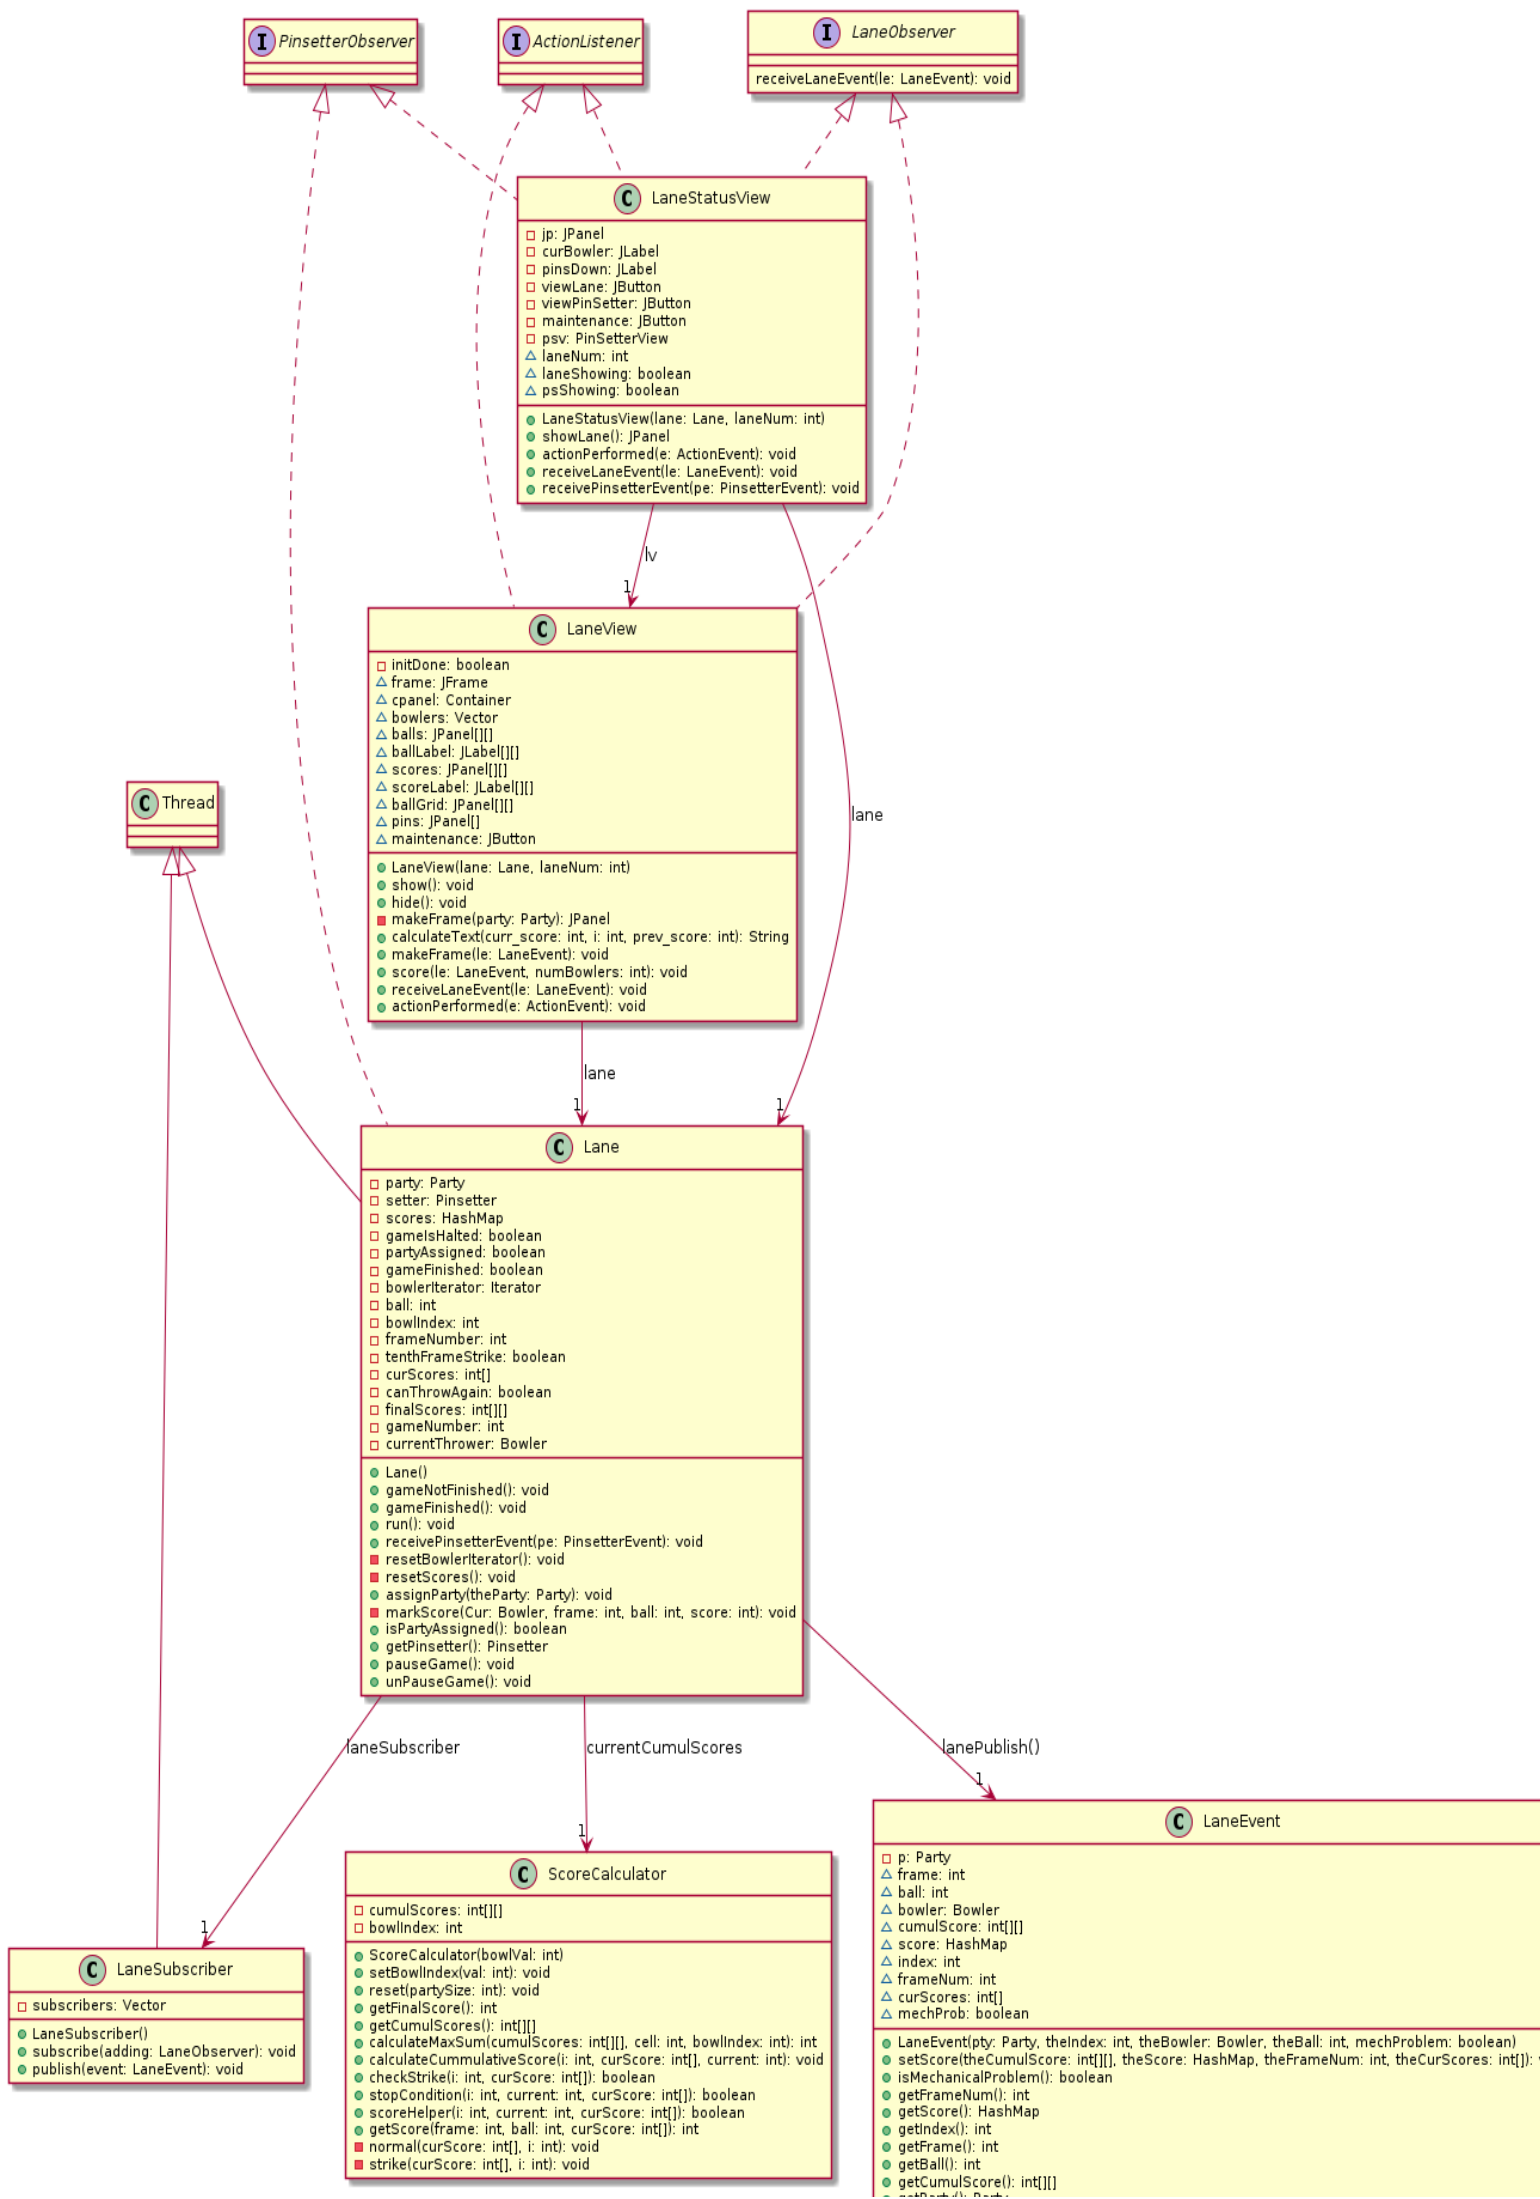 I PinsetterObserver
I ActionListener
I LaneObserver
receiveLaneEvent(le: LaneEvent): void
C LaneStatusView
jp: JPanel
curBowler: JLabel
pinsDown: JLabel
viewLane: JButton
viewPinSetter: JButton
maintenance: JButton
psv: PinSetterView
laneNum: int
laneShowing: boolean
psShowing: boolean
LaneStatusView(lane: Lane, laneNum: int)
showLane(): JPanel
actionPerformed(e: ActionEvent): void
receiveLaneEvent(le: LaneEvent): void
receivePinsetterEvent(pe: PinsetterEvent): void
lv
1
C LaneView
initDone: boolean
frame: JFrame
cpanel: Container
bowlers: Vector
balls: JPanel[][]
ballLabel: JLabel[][]
scores: JPanel[][]
scoreLabel: JLabel[][]
ballGrid: JPanel[][]
pins: JPanel[]
maintenance: JButton
LaneView(lane: Lane, laneNum: int)
show(): void
hide(): void
makeFrame(party: Party): JPanel
calculateText(curr_score: int, i: int, prev_score: int): String
makeFrame(le: LaneEvent): void
score(le: LaneEvent, numBowlers: int): void
receiveLaneEvent(le: LaneEvent): void
actionPerformed(e: ActionEvent): void
lane
C Thread
lane
1
1
C Lane
party: Party
setter: Pinsetter
scores: HashMap
gameIsHalted: boolean
partyAssigned: boolean
gameFinished: boolean
bowlerIterator: Iterator
ball: int
bowlIndex: int
frameNumber: int
tenthFrameStrike: boolean
curScores: int[]
canThrowAgain: boolean
finalScores: int[][]
gameNumber: int
currentThrower: Bowler
Lane()
gameNotFinished(): void
gameFinished(): void
run(): void
receivePinsetterEvent(pe: PinsetterEvent): void
resetBowlerIterator(): void
resetScores(): void
assignParty(theParty: Party): void
markScore(Cur: Bowler, frame: int, ball: int, score: int): void
isPartyAssigned(): boolean
getPinsetter(): Pinsetter
pauseGame(): void
unPauseGame(): void
laneSubscriber
currentCumulScores
lanePublish()
1
1
1
C LaneSubscriber
subscribers: Vector
LaneSubscriber()
subscribe(adding: LaneObserver): void
publish(event: LaneEvent): void
C ScoreCalculator
cumulScores: int[][]
bowlIndex: int
ScoreCalculator(bowlVal: int)
setBowlIndex(val: int): void
reset(partySize: int): void
getFinalScore(): int
getCumulScores(): int[][]
calculateMaxSum(cumulScores: int[][], cell: int, bowlIndex: int): int
calculateCummulativeScore(i: int, curScore: int[], current: int): void
checkStrike(i: int, curScore: int[]): boolean
stopCondition(i: int, current: int, curScore: int[]): boolean
scoreHelper(i: int, current: int, curScore: int[]): boolean
getScore(frame: int, ball: int, curScore: int[]): int
normal(curScore: int[], i: int): void
strike(curScore: int[], i: int): void
C LaneEvent
p: Party
frame: int
ball: int
bowler: Bowler
cumulScore: int[][]
score: HashMap
index: int
frameNum: int
curScores: int[]
mechProb: boolean
LaneEvent(pty: Party, theIndex: int, theBowler: Bowler, theBall: int, mechProblem: boolean)
setScore(theCumulScore: int[][], theScore: HashMap, theFrameNum: int, theCurScores: int[]):
isMechanicalProblem(): boolean
getFrameNum(): int
getScore(): HashMap
getIndex(): int
getFrame(): int
getBall(): int
getCumulScore(): int[][]